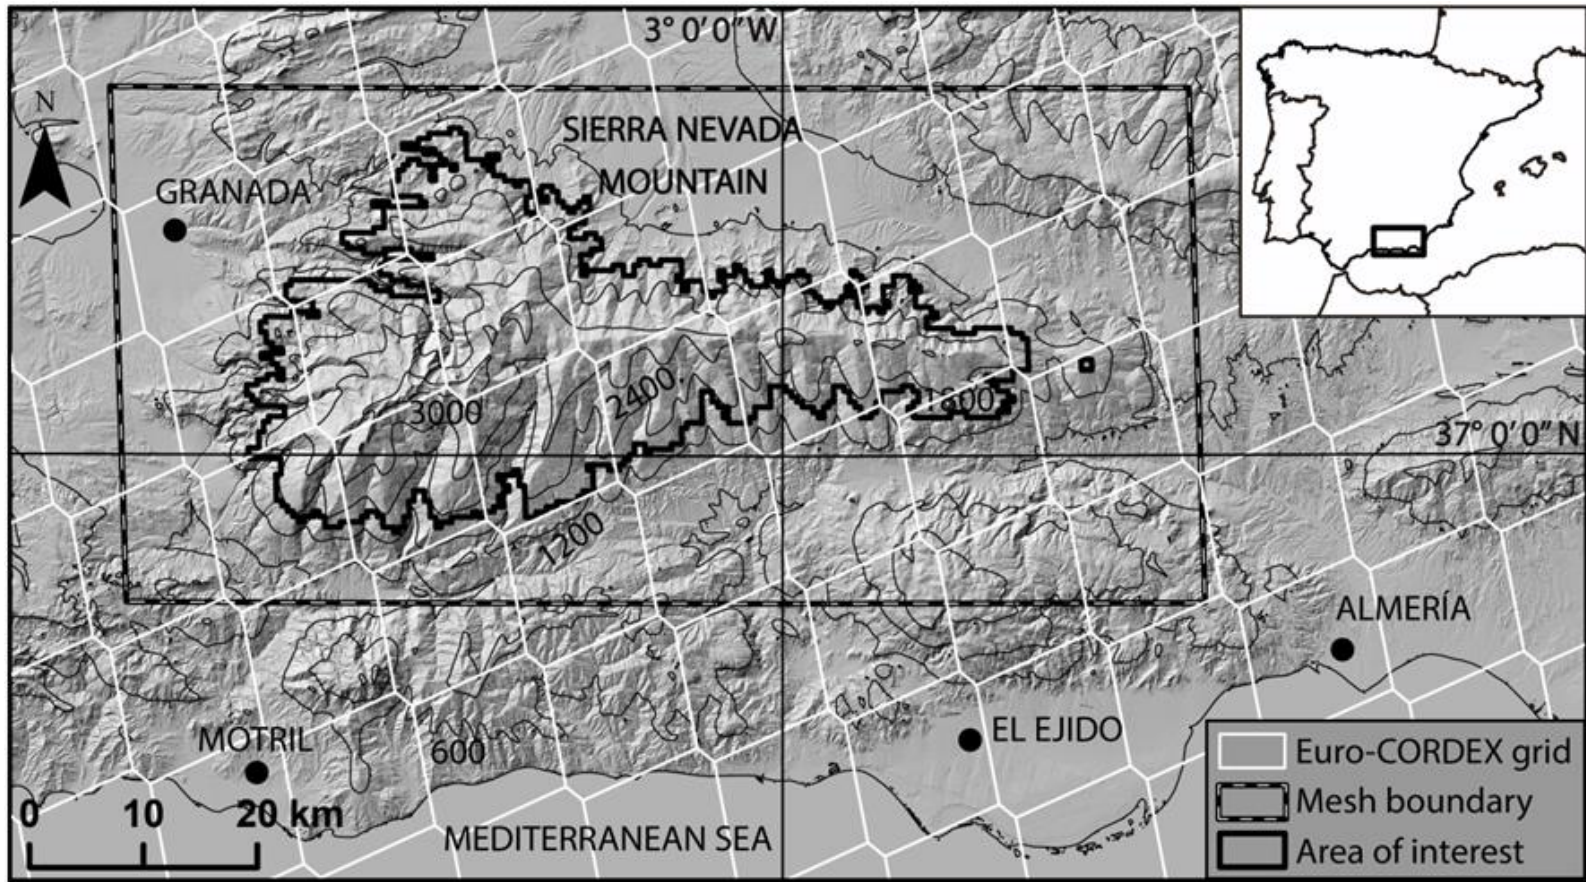 3° 0' 0" W
N
SIERRA NEVADA
MOUNTAIN
GRANADA
3000
2400
1800
37° 0' 0" N
1200
ALMERÍA
MOTRIL
600
EL EJIDO
0 10 20 km
MEDITERRANEAN SEA
Euro-CORDEX grid
Mesh boundary
Area of interest